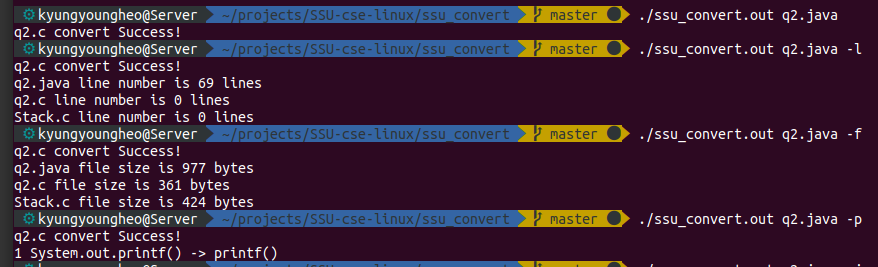 kyungyoungheo@Server ~/projects/SSU-cse-linux/ssu_convert master ./ssu_convert.out q2.java
q2.c convert Success!
kyungyoungheo@Server ~/projects/SSU-cse-linux/ssu_convert master ./ssu_convert.out q2.java -l
q2.c convert Success!
q2.java line number is 69 lines
q2.c line number is 0 lines
Stack.c line number is 0 lines
kyungyoungheo@Server ~/projects/SSU-cse-linux/ssu_convert master ./ssu_convert.out q2.java -f
q2.c convert Success!
q2.java file size is 977 bytes
q2.c file size is 361 bytes
Stack.c file size is 424 bytes
kyungyoungheo@Server ~/projects/SSU-cse-linux/ssu_convert master ./ssu_convert.out q2.java -p
q2.c convert Success!
1 System.out.printf() -> printf()